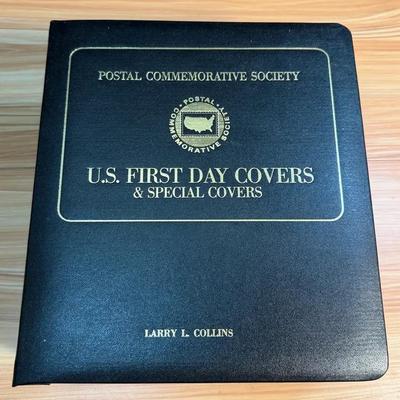 POSTAL COMMEMORATIVE SOCIETY
• POSTAL •
COMMEMORATIVE SOCIETY
U.S. FIRST DAY COVERS
& SPECIAL COVERS
LARRY L. COLLINS